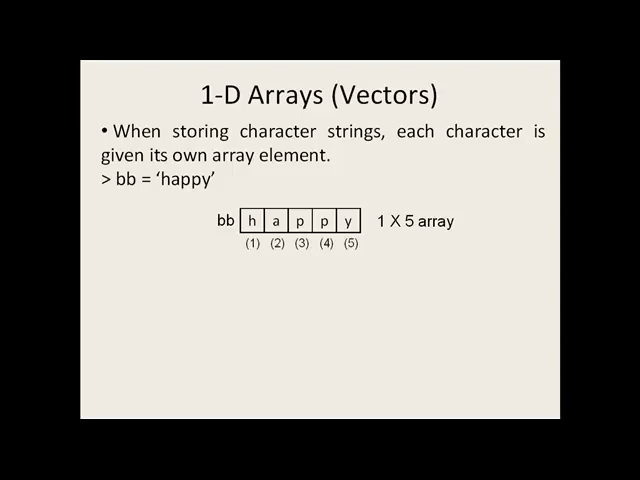 1-D Arrays (Vectors)
• When storing character strings, each character is
given its own array element.
> bb = ‘happy’
bb h a p p y 1 X 5 array
(1) (2) (3) (4) (5)